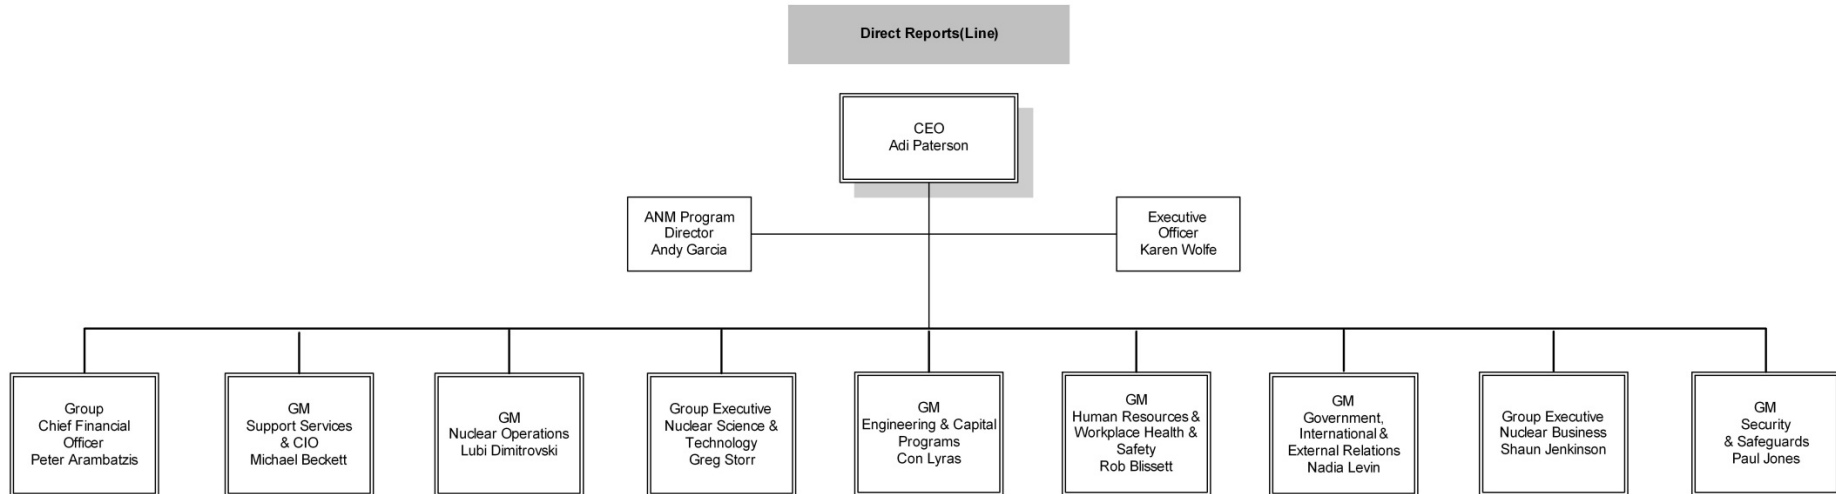 Direct Reports(Line)
CEO
Adi Paterson
ANM Program
Director
Andy Garcia
Executive
Officer
Karen Wolfe
Group
Chief Financial
Officer
Peter Arambatzis
GM
Support Services
& CIO
Michael Beckett
GM
Nuclear Operations
Lubi Dimitrovski
Group Executive
Nuclear Science &
Technology
Greg Storr
GM
Engineering & Capital
Programs
Con Lyras
GM
Human Resources &
Workplace Health &
Safety
Rob Blissett
GM
Government,
International &
External Relations
Nadia Levin
Group Executive
Nuclear Business
Shaun Jenkinson
GM
Security
& Safeguards
Paul Jones